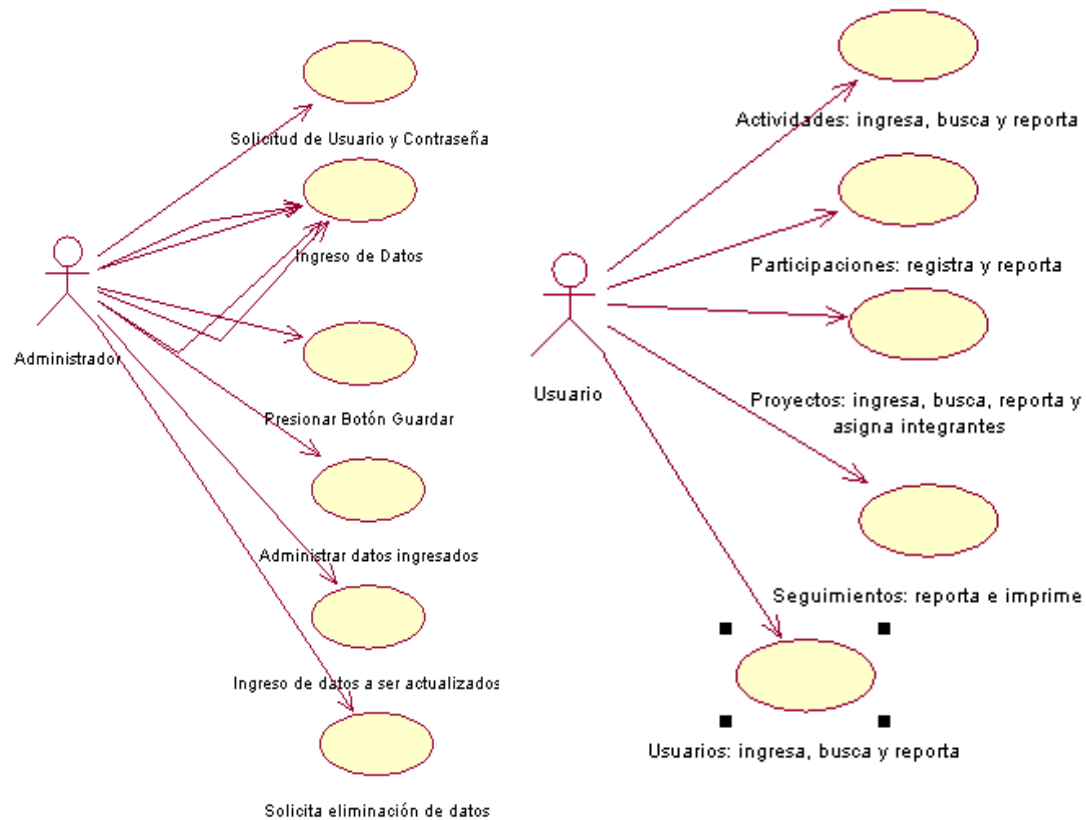 Solicitud de Usuario y Contraseña
Ingreso de Datos
Administrador
Presionar Botón Guardar
Administrar datos ingresados
Ingreso de datos a ser actualizados
Solicita eliminación de datos
Actividades: ingresa, busca y reporta
Participaciones: registra y reporta
Usuario
Proyectos: ingresa, busca, reporta y
asigna integrantes
Seguimientos: reporta e imprime
Usuarios: ingresa, busca y reporta